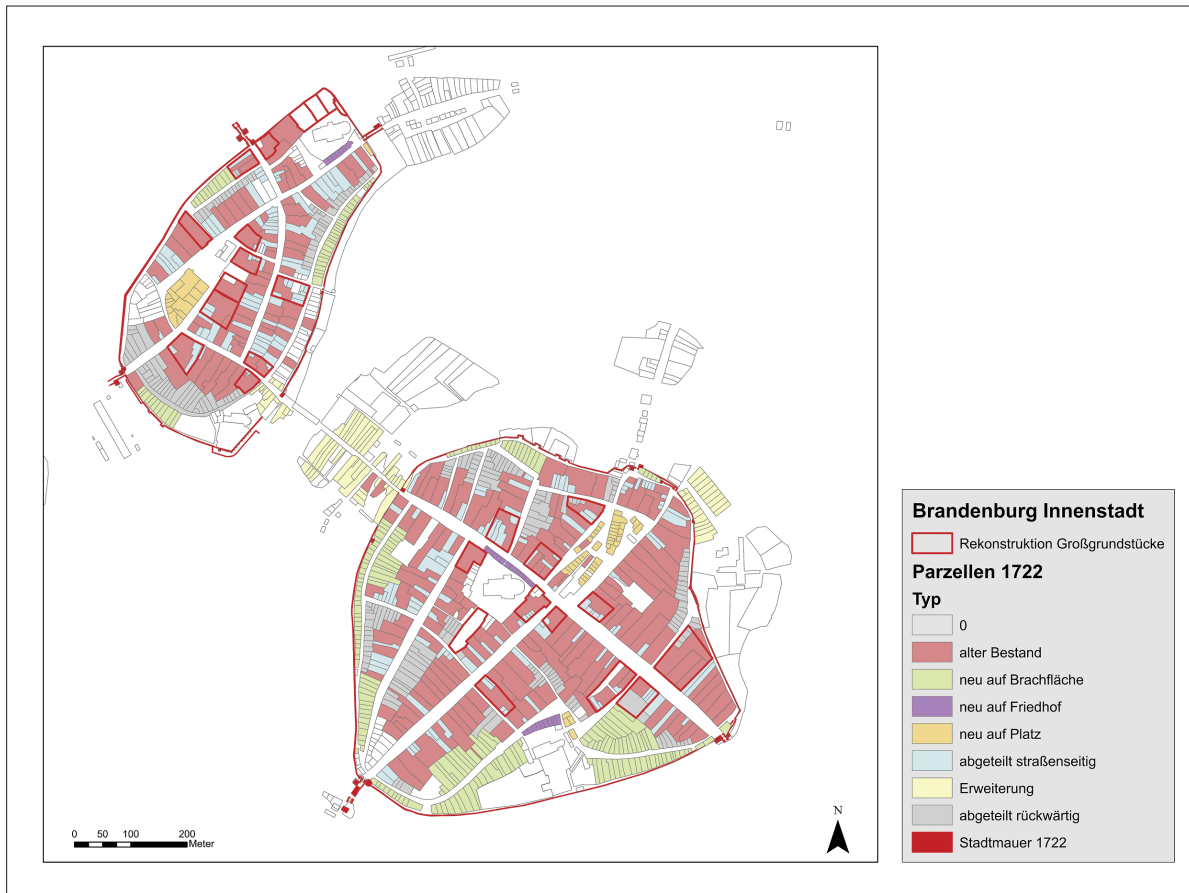 Brandenburg Innenstadt
Rekonstruktion Großgrundstücke
Parzellen 1722
Typ
0
alter Bestand
neu auf Brachfläche
neu auf Friedhof
neu auf Platz
abgeteilt straßenseitig
Erweiterung
abgeteilt rückwärtig
Stadtmauer 1722
N
0 50 100 200
Meter